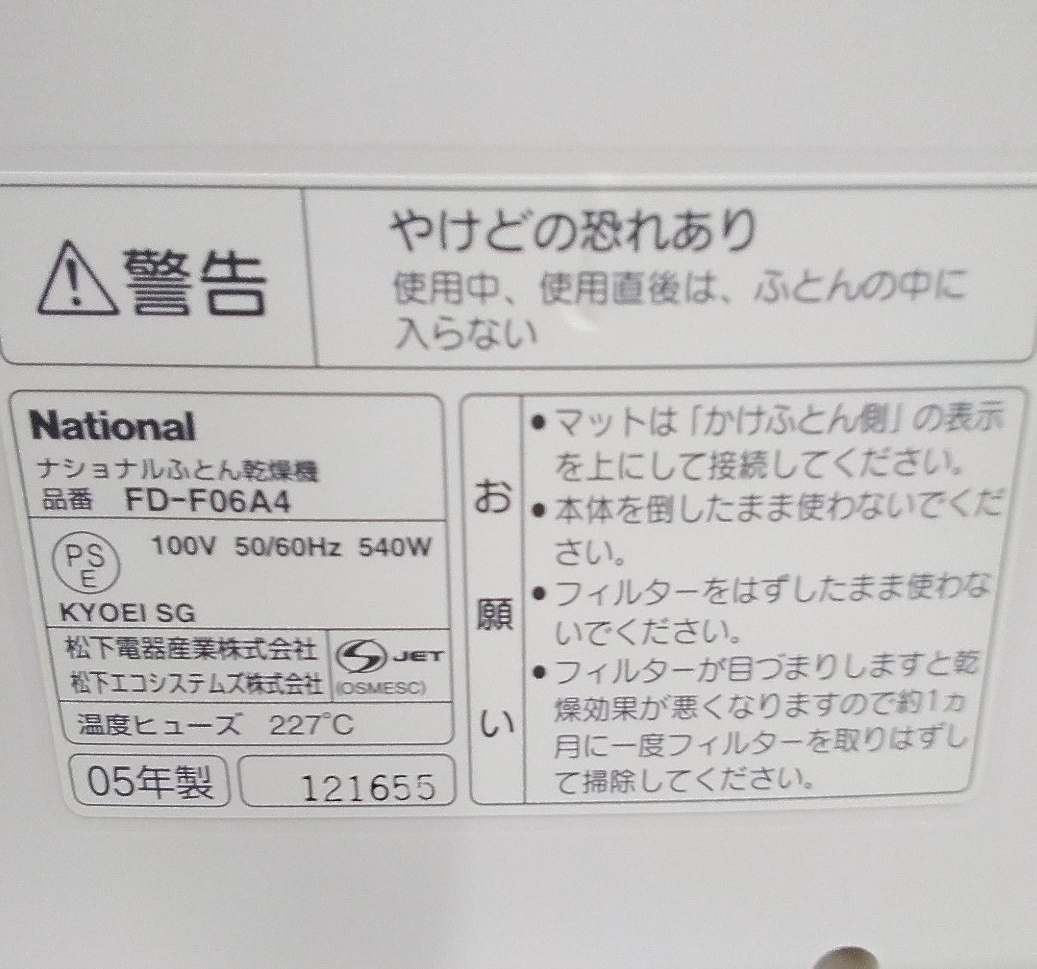 警告
やけどの恐れあり
使用中、使用直後は、ふとんの中に
入らない
National
ナショナルふとん乾燥機
品番 FD-F06A4
PS
E
100V 50/60Hz 540W
KYOEI SG
松下電器産業株式会社
松下エコシステムズ株式会社
S JET
(OSMESC)
温度ヒューズ 227℃
05年製
121655
お願い
●マットは「かけふとん側」の表示
を上にして接続してください。
●本体を倒したまま使わないでくだ
さい。
●フィルターをはずしたまま使わな
いでください。
●フィルターが目づまりしますと乾
燥効果が悪くなりますので約1カ
月に一度フィルターを取りはずし
て掃除してください。